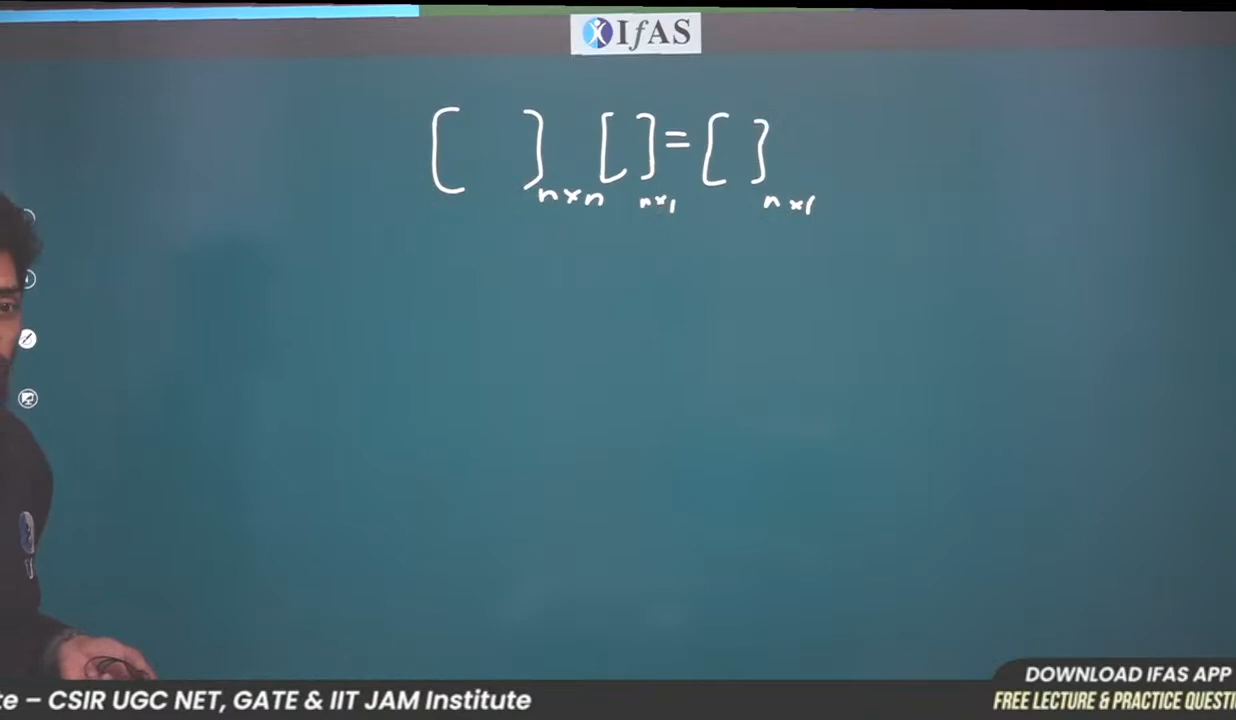 IfAS
[ ]n×n [ ]n×1 = [ ]n×1
DOWNLOAD IFAS APP
te – CSIR UGC NET, GATE & IIT JAM Institute
FREE LECTURE & PRACTICE QUESTI